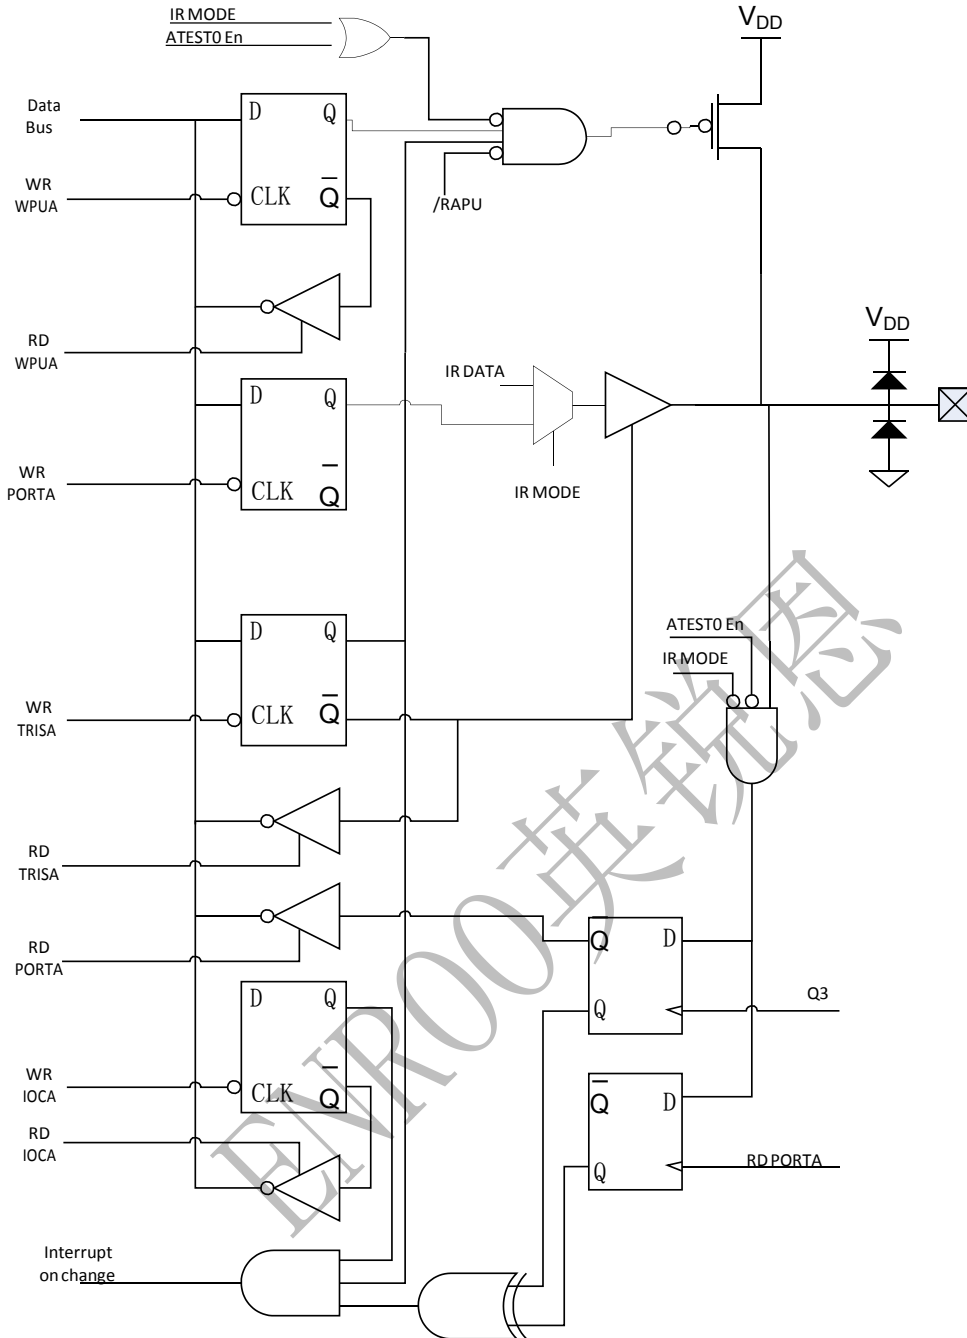 IR MODE
ATEST0 En
VDD
Data
Bus
D Q
WR
WPUA
CLK Q
/RAPU
RD
WPUA
VDD
IR DATA
D Q
WR
PORTA
CLK Q
IR MODE
ATEST0 En
IR MODE
D Q
WR
TRISA
CLK Q
RD
TRISA
RD
PORTA
Q D
Q
Q3
D Q
WR
IOCA
CLK Q
Q D
RD
IOCA
Q
RD PORTA
Interrupt
on change
ENROO英锐恩